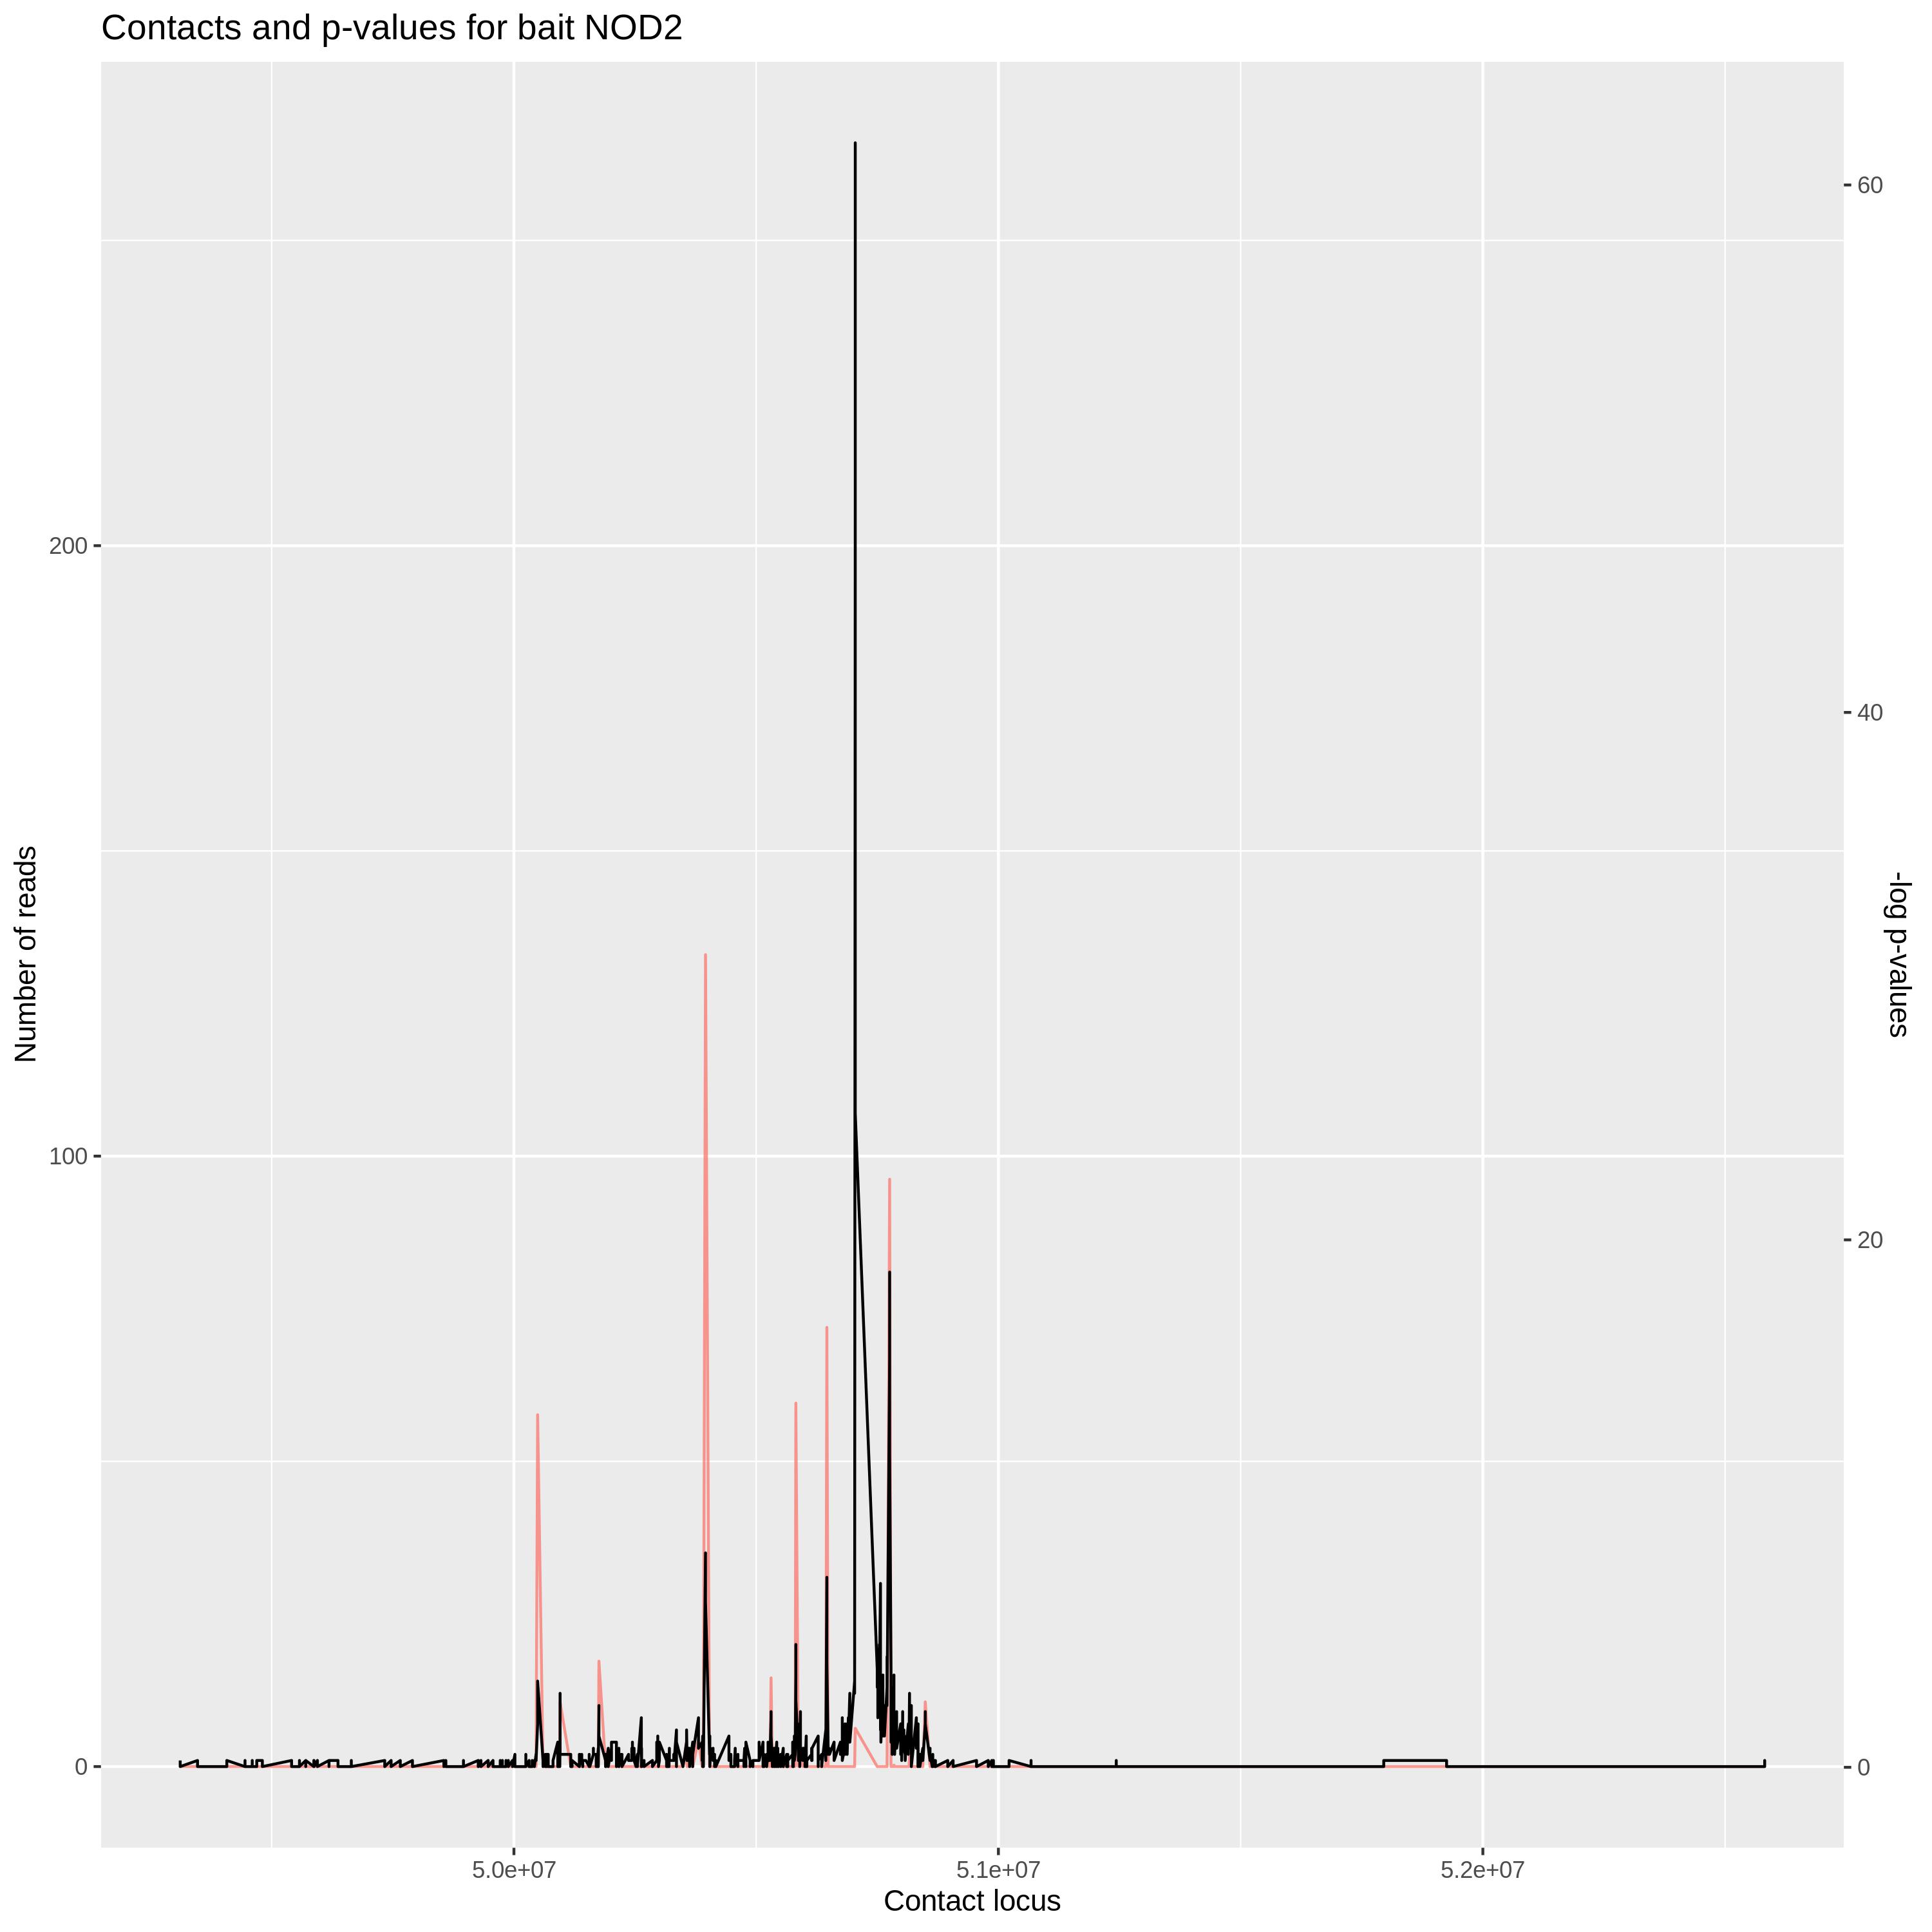 Contacts and p-values for bait NOD2
Number of reads
200
100
0
60
40
20
0
-log p-values
5.0e+07
5.1e+07
5.2e+07
Contact locus